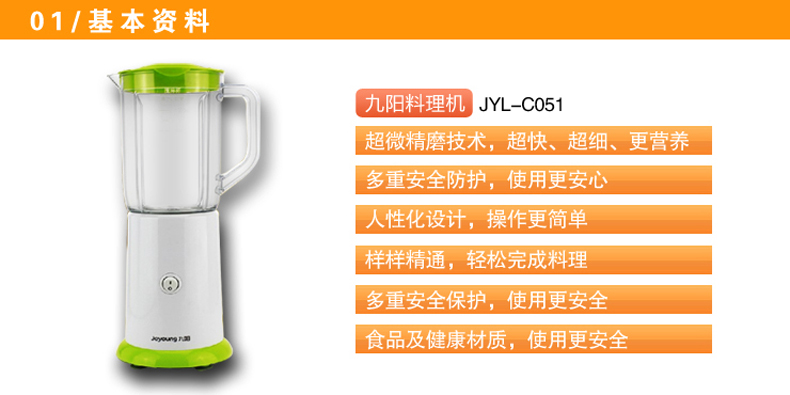 01/基本资料
九阳料理机 JYL-C051
超微精磨技术，超快、超细、更营养
多重安全防护，使用更安心
人性化设计，操作更简单
样样精通，轻松完成料理
多重安全保护，使用更安全
食品及健康材质，使用更安全
Joyoung 九阳